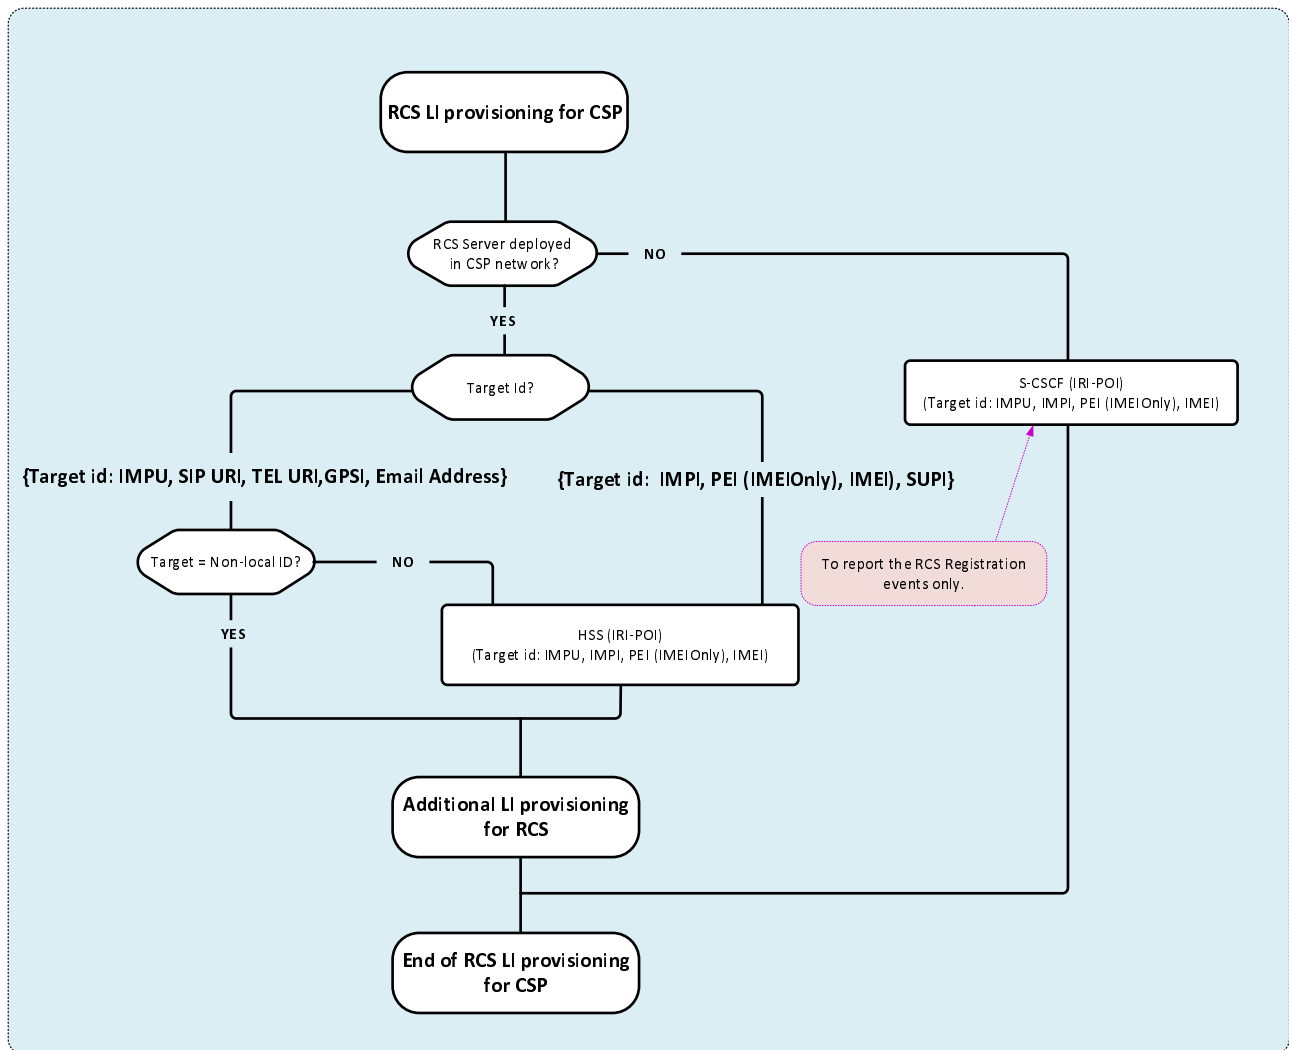 RCS LI provisioning for CSP
RCS Server deployed
in CSP network?
NO
YES
Target Id?
S-CSCF (IRI-POI)
(Target id: IMPU, IMPI, PEI (IMEIOnly), IMEI)
{Target id: IMPU, SIP URI, TEL URI,GPSI, Email Address}
{Target id:  IMPI, PEI (IMEIOnly), IMEI), SUPI}
Target = Non-local ID?
NO
To report the RCS Registration
events only.
YES
HSS (IRI-POI)
(Target id: IMPU, IMPI, PEI (IMEIOnly), IMEI)
Additional LI provisioning
for RCS
End of RCS LI provisioning
for CSP